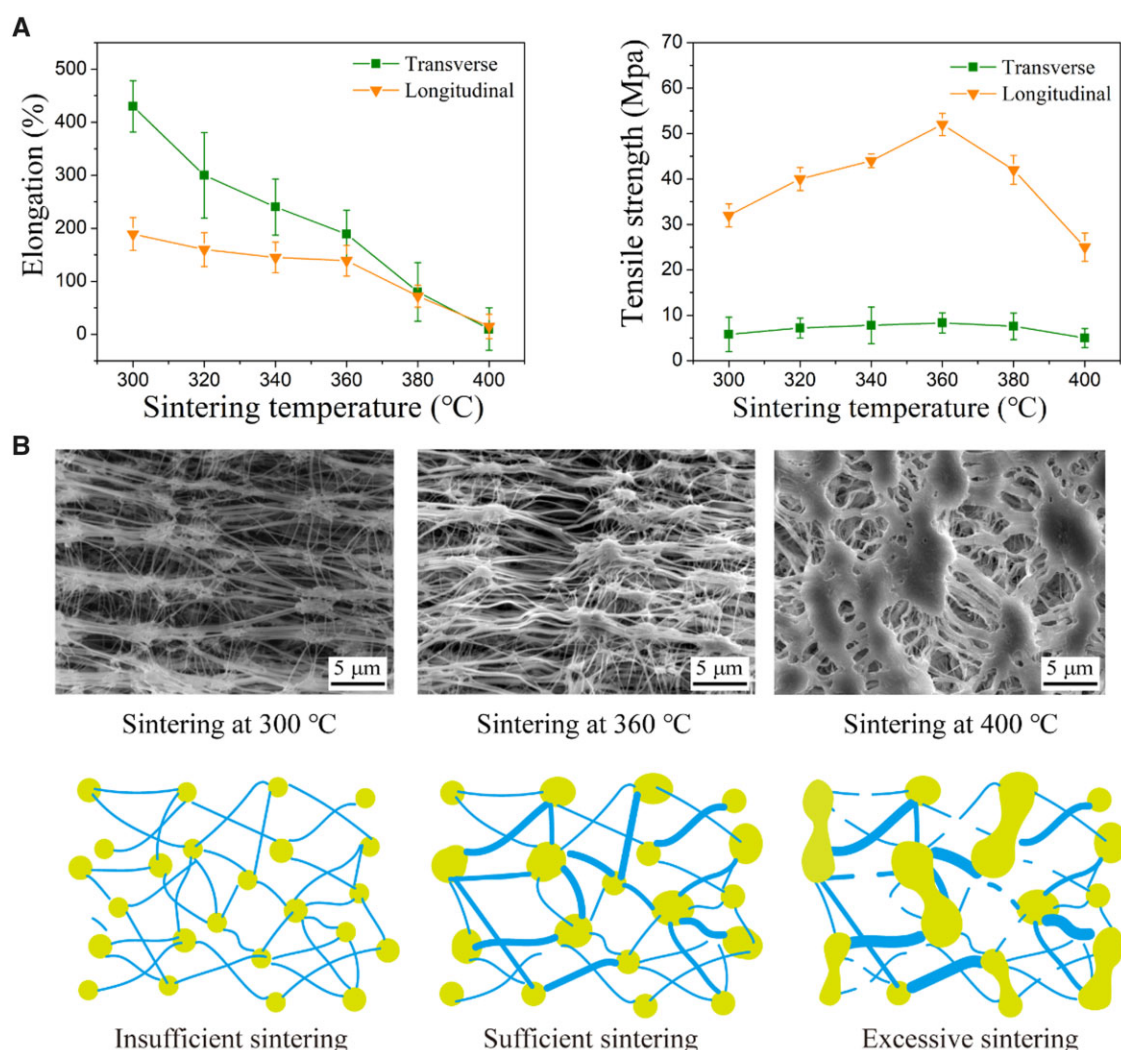 A
500
400
300
200
100
0
Elongation (%)
Transverse
Longitudinal
300 320 340 360 380 400
Sintering temperature (℃)
70
60
50
40
30
20
10
0
Tensile strength (Mpa)
Transverse
Longitudinal
300 320 340 360 380 400
Sintering temperature (℃)
B
5 μm
5 μm
5 μm
Sintering at 300 ℃
Sintering at 360 ℃
Sintering at 400 ℃
Insufficient sintering
Sufficient sintering
Excessive sintering